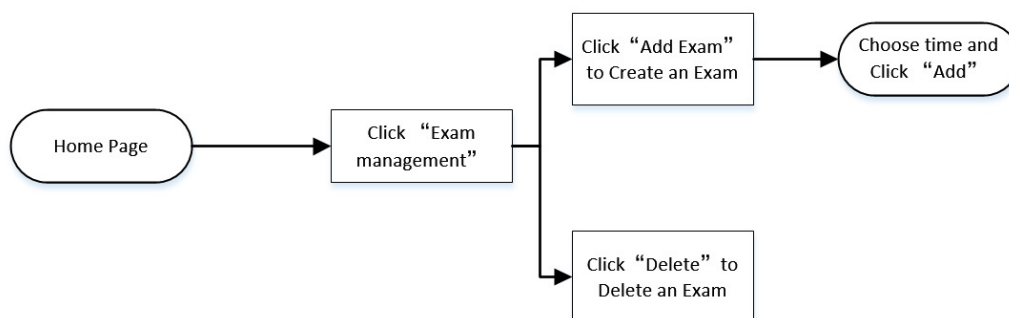 Home Page
Click “Exam
management”
Click “Add Exam”
to Create an Exam
Choose time and
Click “Add”
Click “Delete” to
Delete an Exam